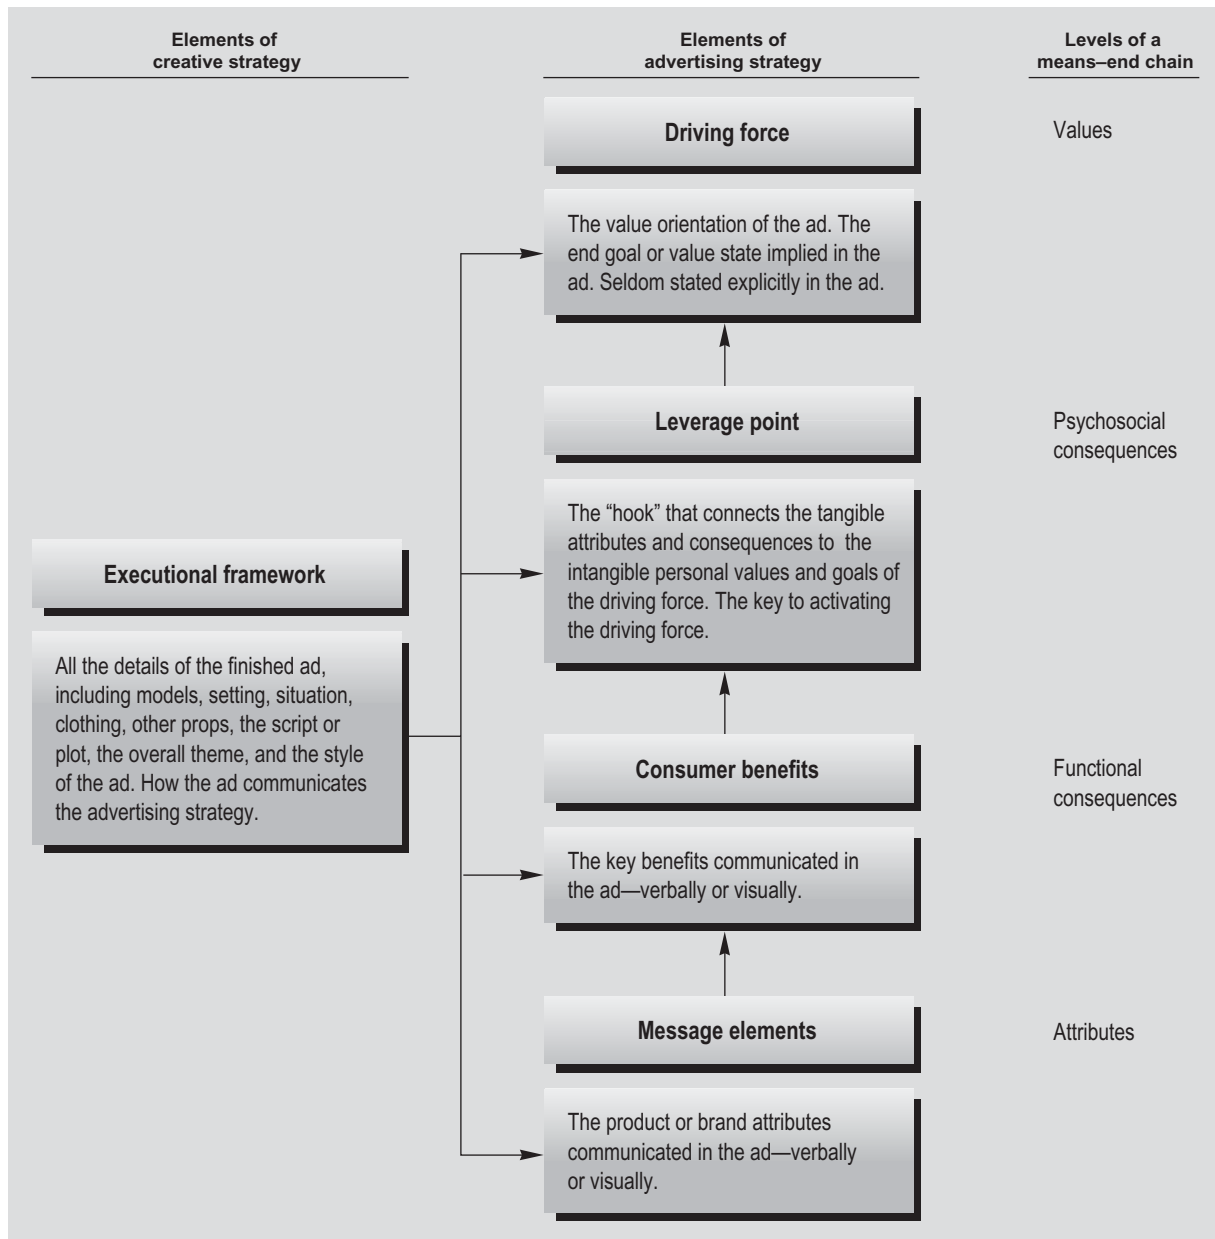 Elements of
creative strategy
Elements of
advertising strategy
Levels of a
means–end chain
Driving force
Values
The value orientation of the ad. The
end goal or value state implied in the
ad. Seldom stated explicitly in the ad.
Leverage point
Psychosocial
consequences
The “hook” that connects the tangible
attributes and consequences to the
intangible personal values and goals of
the driving force. The key to activating
the driving force.
Executional framework
All the details of the finished ad,
including models, setting, situation,
clothing, other props, the script or
plot, the overall theme, and the style
of the ad. How the ad communicates
the advertising strategy.
Consumer benefits
Functional
consequences
The key benefits communicated in
the ad—verbally or visually.
Message elements
Attributes
The product or brand attributes
communicated in the ad—verbally
or visually.